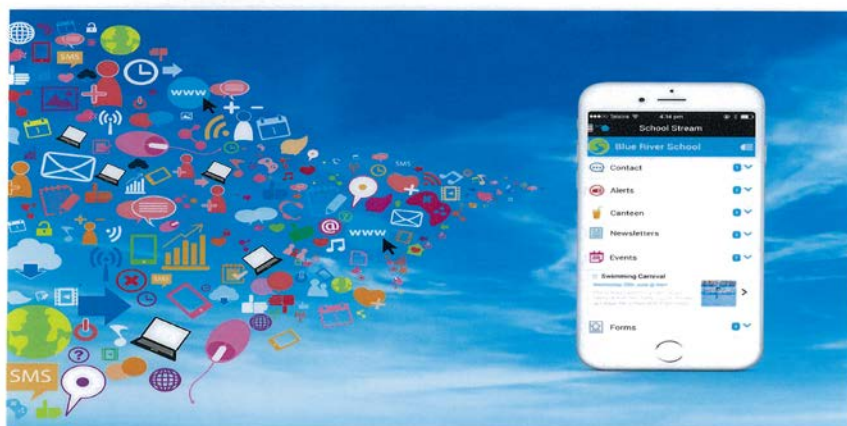 SMS
www
SMS
www
SMS
4:34 pm
School Stream
Blue River School
Contact
Alerts
Canteen
Newsletters
Events
Swimming Carnival
Forms